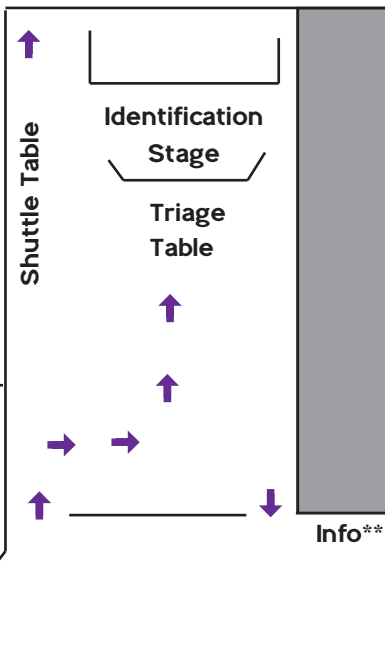 Shuttle Table
Identification
Stage
Triage
Table
Info**